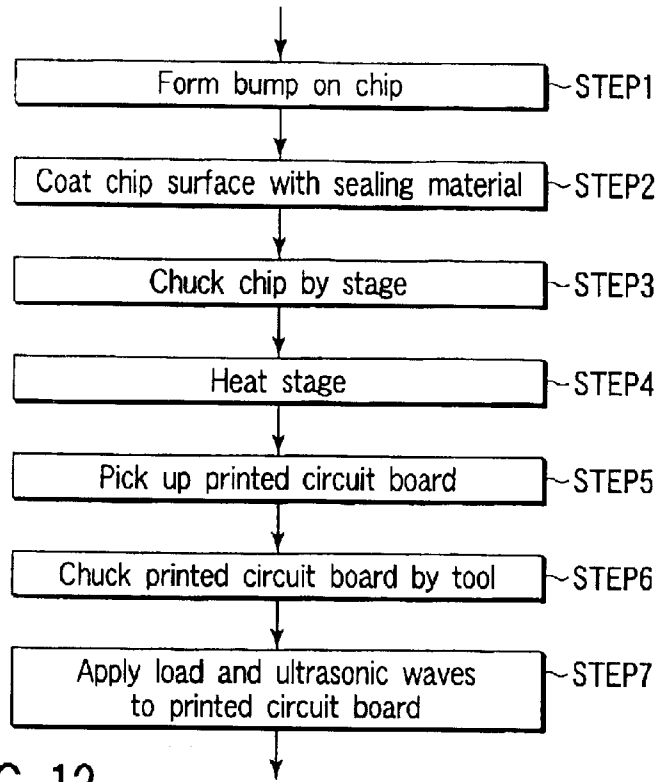 Form bump on chip ~STEP1
Coat chip surface with sealing material ~STEP2
Chuck chip by stage ~STEP3
Heat stage ~STEP4
Pick up printed circuit board ~STEP5
Chuck printed circuit board by tool ~STEP6
Apply load and ultrasonic waves ~STEP7
to printed circuit board